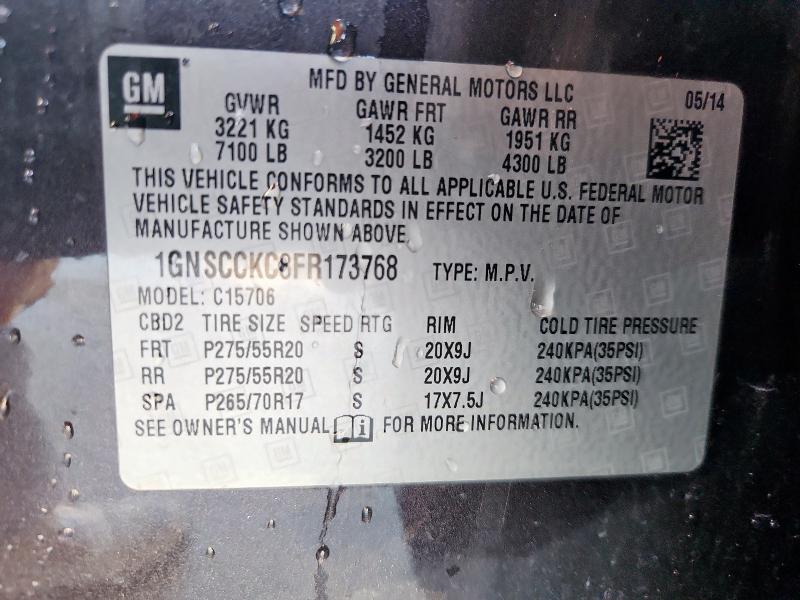 GM
MFD BY GENERAL MOTORS LLC
05/14
GVWR GAWR FRT GAWR RR
3221 KG 1452 KG 1951 KG
7100 LB 3200 LB 4300 LB
THIS VEHICLE CONFORMS TO ALL APPLICABLE U.S. FEDERAL MOTOR
VEHICLE SAFETY STANDARDS IN EFFECT ON THE DATE OF
MANUFACTURE SHOWN ABOVE.
1GNSCCKC8FR173768 TYPE: M.P.V.
MODEL: C15706
CBD2 TIRE SIZE SPEED RTG RIM COLD TIRE PRESSURE
FRT P275/55R20 S 20X9J 240KPA(35PSI)
RR P275/55R20 S 20X9J 240KPA(35PSI)
SPA P265/70R17 S 17X7.5J 240KPA(35PSI)
SEE OWNER'S MANUAL i FOR MORE INFORMATION.